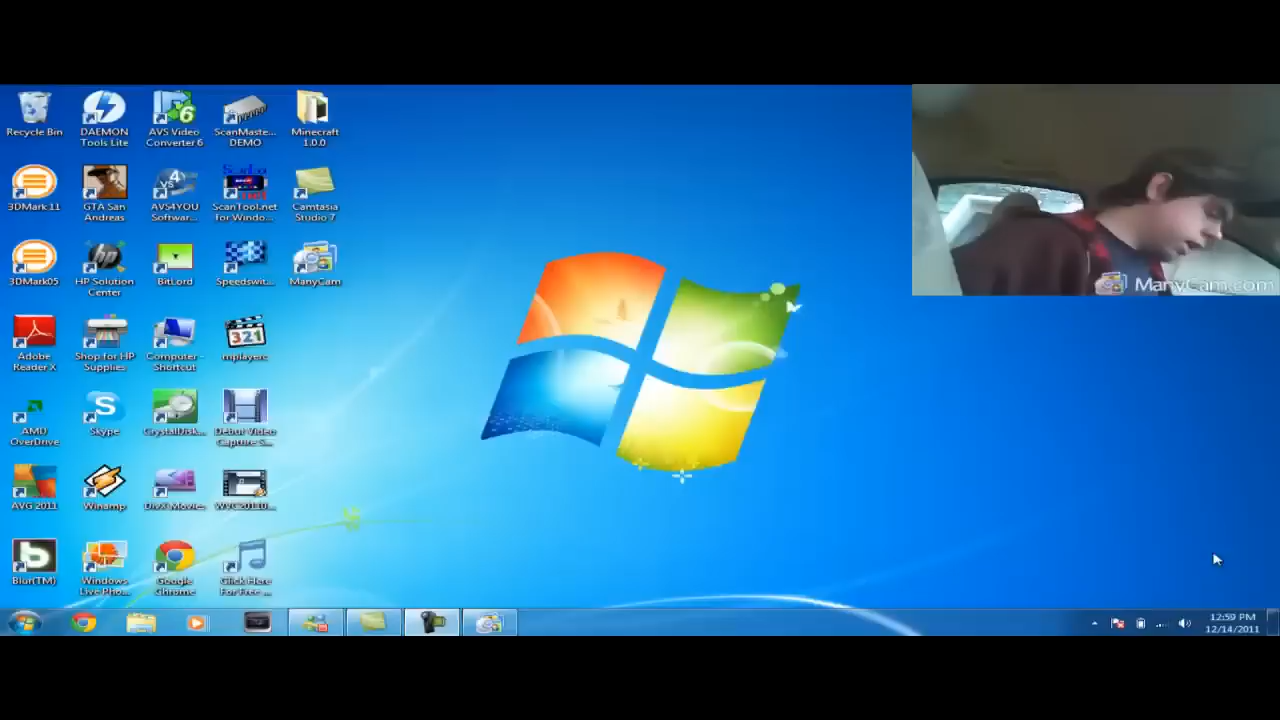 Recycle Bin
DAEMON
Tools Lite
AVS Video
Converter 6
ScanMaste...
DEMO
Minecraft
1.0.0
3DMark 11
GTA San
Andreas
AVS4YOU
Softwar...
ScanTool.net
for Windo...
Camtasia
Studio 7
3DMark05
HP Solution
Center
BitLord
Speedswit...
ManyCam
Adobe
Reader X
Shop for HP
Supplies
Computer -
Shortcut
mplayerc
AMD
OverDrive
Skype
CrystalDisk...
Debut Video
Capture S...
AVG 2011
Winamp
DivX Movies
Blur(TM)
Windows
Live Pho...
Google
Chrome
Click Here
For Free ...
ManyCam.com
12:59 PM
12/14/2011